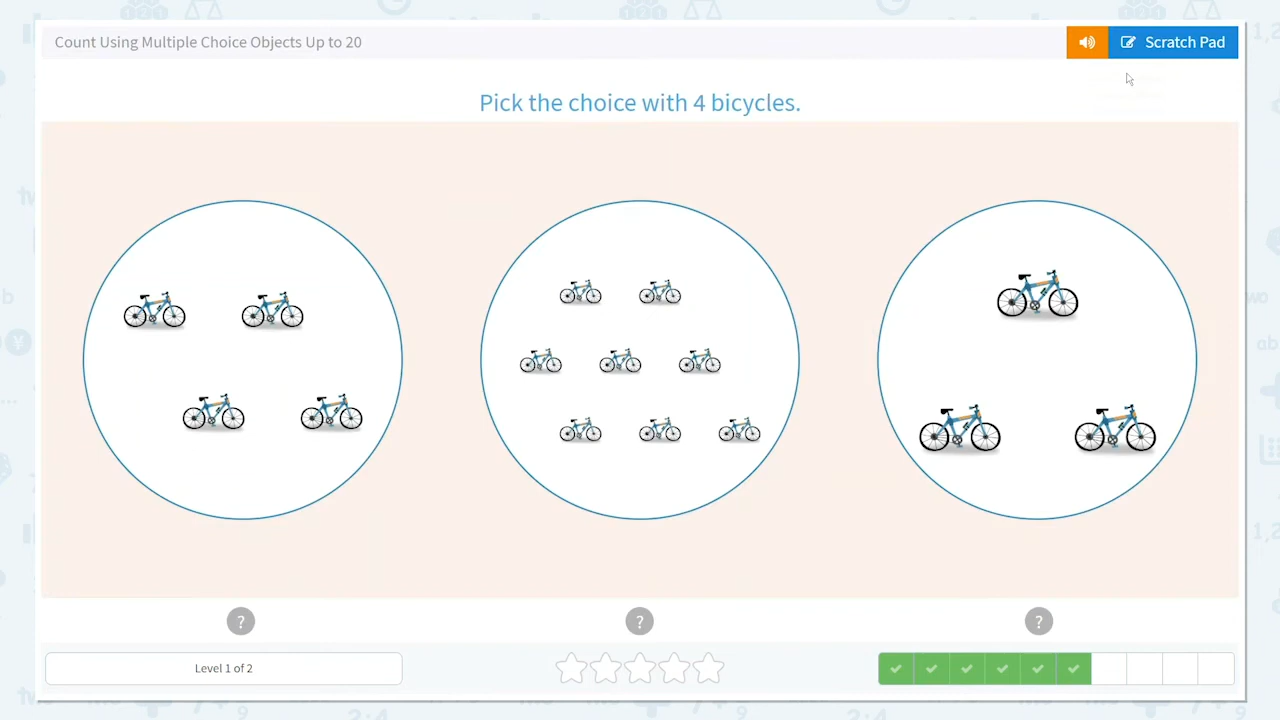 Count Using Multiple Choice Objects Up to 20
Scratch Pad
Pick the choice with 4 bicycles.
? ? ?
Level 1 of 2